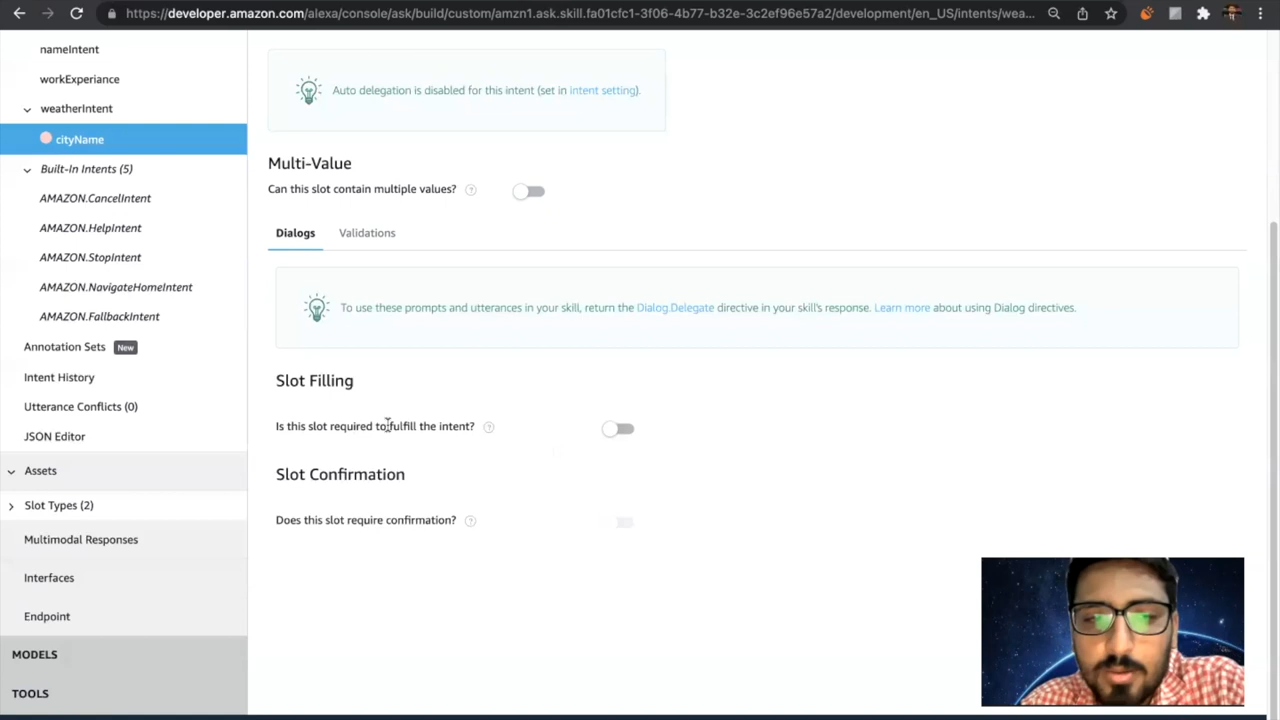 https://developer.amazon.com/alexa/console/ask/build/custom/amzn1.ask.skill.fa01cfc1-3f06-4b77-b32e-3c2ef96e57a2/development/en_US/intents/wea...
nameIntent
workExperiance
weatherIntent
cityName
Built-In Intents (5)
AMAZON.CancelIntent
AMAZON.HelpIntent
AMAZON.StopIntent
AMAZON.NavigateHomeIntent
AMAZON.FallbackIntent
Annotation Sets New
Intent History
Utterance Conflicts (0)
JSON Editor
Assets
Slot Types (2)
Multimodal Responses
Interfaces
Endpoint
MODELS
TOOLS
Auto delegation is disabled for this intent (set in intent setting).
Multi-Value
Can this slot contain multiple values? ?
Dialogs Validations
To use these prompts and utterances in your skill, return the Dialog.Delegate directive in your skill's response. Learn more about using Dialog directives.
Slot Filling
Is this slot required to fulfill the intent? ?
Slot Confirmation
Does this slot require confirmation? ?